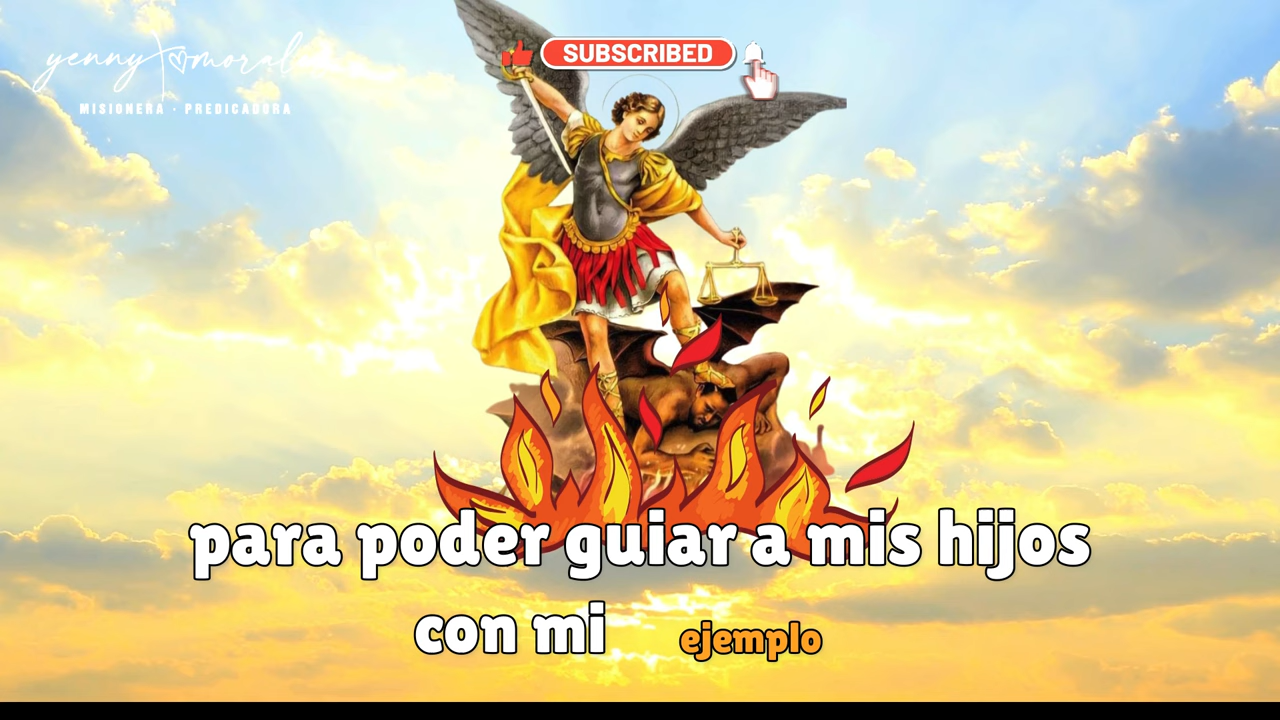 yenny moral
MISIONERA · PREDICADORA
SUBSCRIBED
para poder guiar a mis hijos
con mi ejemplo